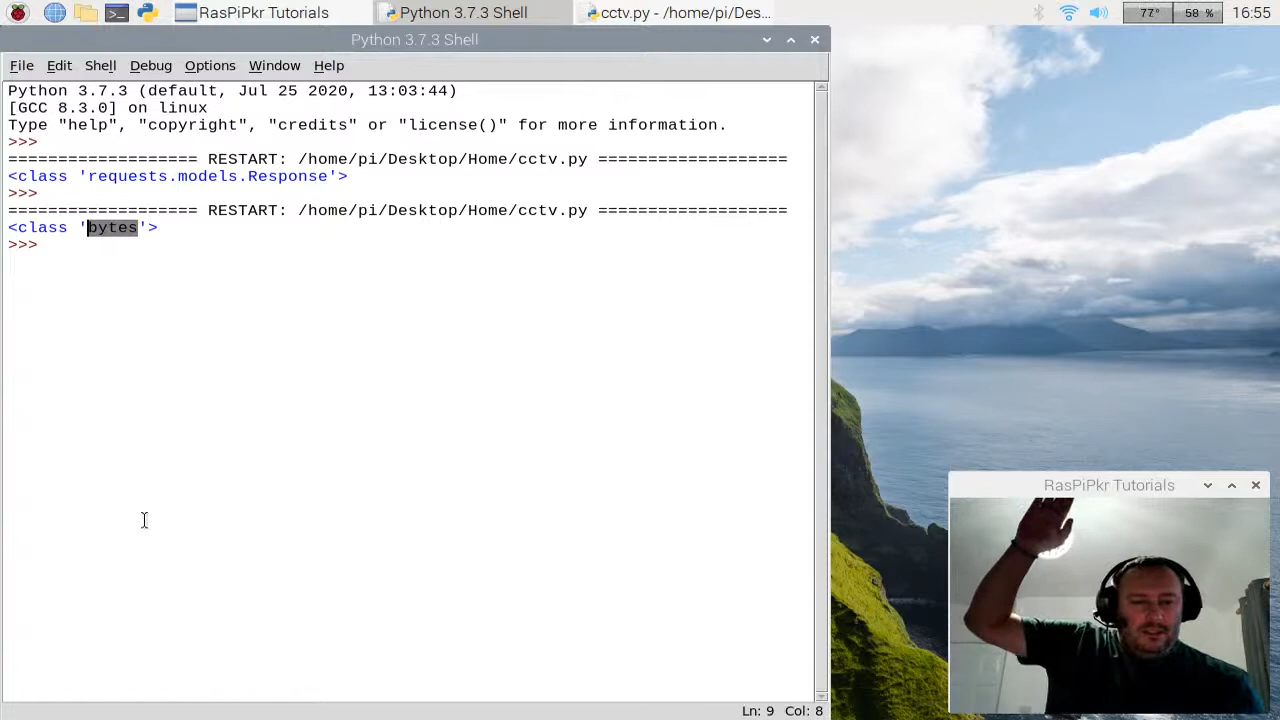 RasPiPkr Tutorials
Python 3.7.3 Shell
cctv.py - /home/pi/Des...
77°
58 %
16:55
Python 3.7.3 Shell
File Edit Shell Debug Options Window Help
Python 3.7.3 (default, Jul 25 2020, 13:03:44)
[GCC 8.3.0] on linux
Type "help", "copyright", "credits" or "license()" for more information.
>>>
=================== RESTART: /home/pi/Desktop/Home/cctv.py ===================
<class 'requests.models.Response'>
>>>
=================== RESTART: /home/pi/Desktop/Home/cctv.py ===================
<class 'bytes'>
>>>
RasPiPkr Tutorials
Ln: 9 Col: 8